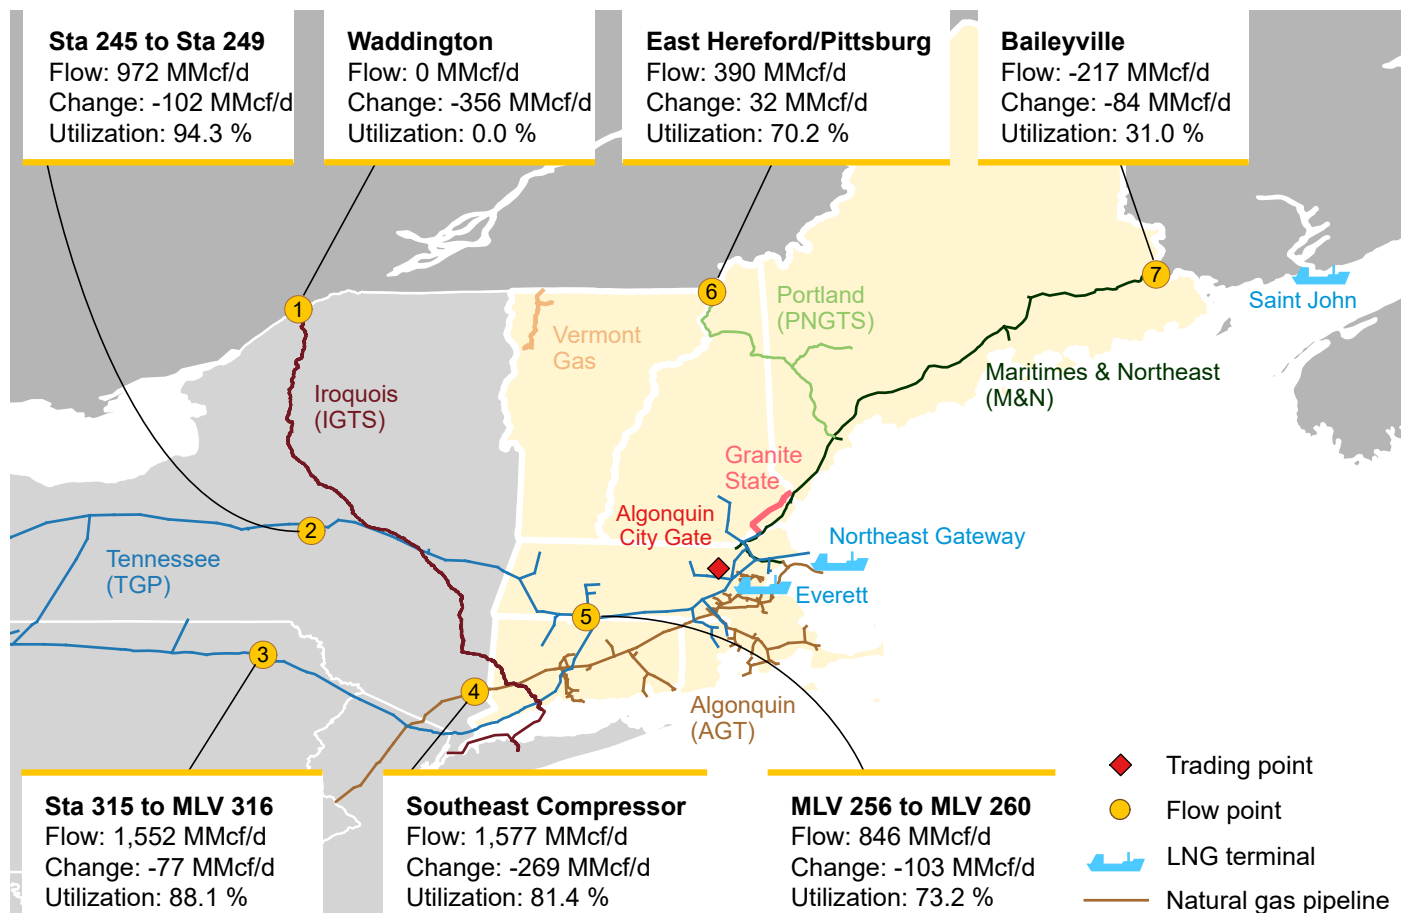 Sta 245 to Sta 249
Flow: 972 MMcf/d
Change: -102 MMcf/d
Utilization: 94.3 %
Waddington
Flow: 0 MMcf/d
Change: -356 MMcf/d
Utilization: 0.0 %
East Hereford/Pittsburg
Flow: 390 MMcf/d
Change: 32 MMcf/d
Utilization: 70.2 %
Baileyville
Flow: -217 MMcf/d
Change: -84 MMcf/d
Utilization: 31.0 %
7
6
1
Saint John
Portland
(PNGTS)
Vermont
Gas
Maritimes & Northeast
(M&N)
Iroquois
(IGTS)
Granite
State
Algonquin
City Gate
2
Northeast Gateway
Tennessee
(TGP)
Everett
5
3
4
Algonquin
(AGT)
Sta 315 to MLV 316
Flow: 1,552 MMcf/d
Change: -77 MMcf/d
Utilization: 88.1 %
Southeast Compressor
Flow: 1,577 MMcf/d
Change: -269 MMcf/d
Utilization: 81.4 %
MLV 256 to MLV 260
Flow: 846 MMcf/d
Change: -103 MMcf/d
Utilization: 73.2 %
Trading point
Flow point
LNG terminal
Natural gas pipeline